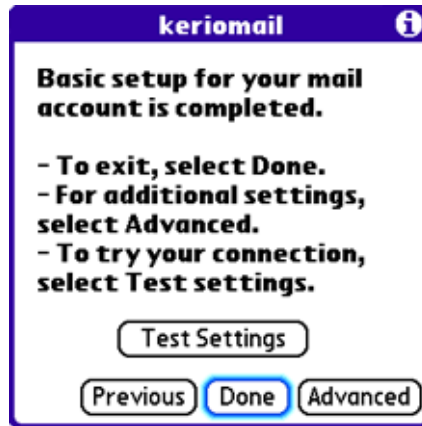 keriomail
Basic setup for your mail
account is completed.
- To exit, select Done.
- For additional settings,
select Advanced.
- To try your connection,
select Test settings.
Test Settings
Previous Done Advanced